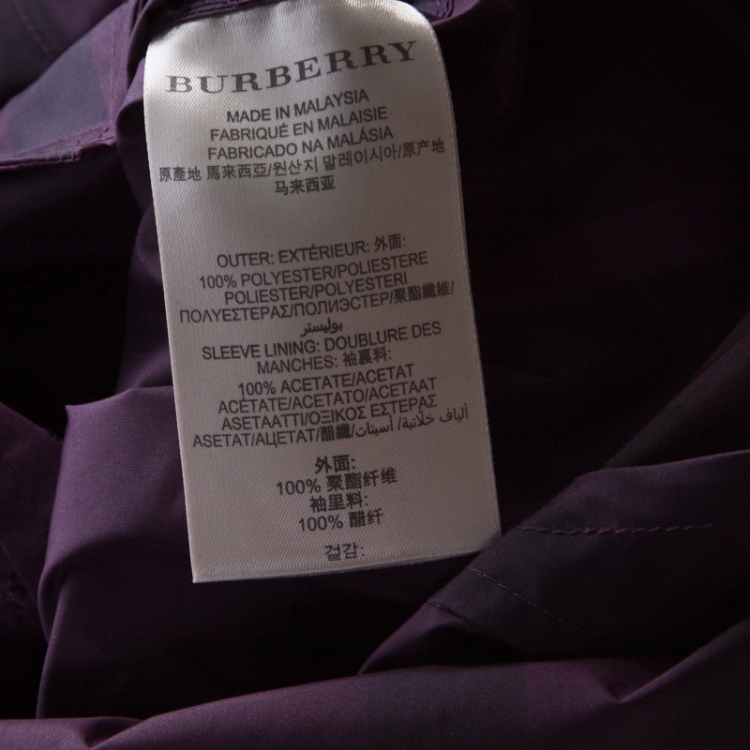 BURBERRY
MADE IN MALAYSIA
FABRIQUÉ EN MALAISIE
FABRICADO NA MALÁSIA
原產地 馬來西亞/원산지 말레이시아/原产地
马来西亚
OUTER: EXTÉRIEUR: 外面:
100% POLYESTER/POLIESTERE
POLIESTER/POLYESTERI
ΠΟΛΥΕΣΤΕΡΑΣ/ПОЛИЭСТЕР/聚酯纖維/
بوليستر
SLEEVE LINING: DOUBLURE DES
MANCHES: 袖裏料:
100% ACETATE/ACETAT
ACÉTATE/ACETATO/ACETAAT
ASETAATTI/ΟΞΙΚΟΣ ΕΣΤΕΡΑΣ
ASETAT/АЦЕТАТ/醋纖/ألياف خلّاتية/ أسيتات
外面:
100% 聚酯纤维
袖里料:
100% 醋纤
겉감: